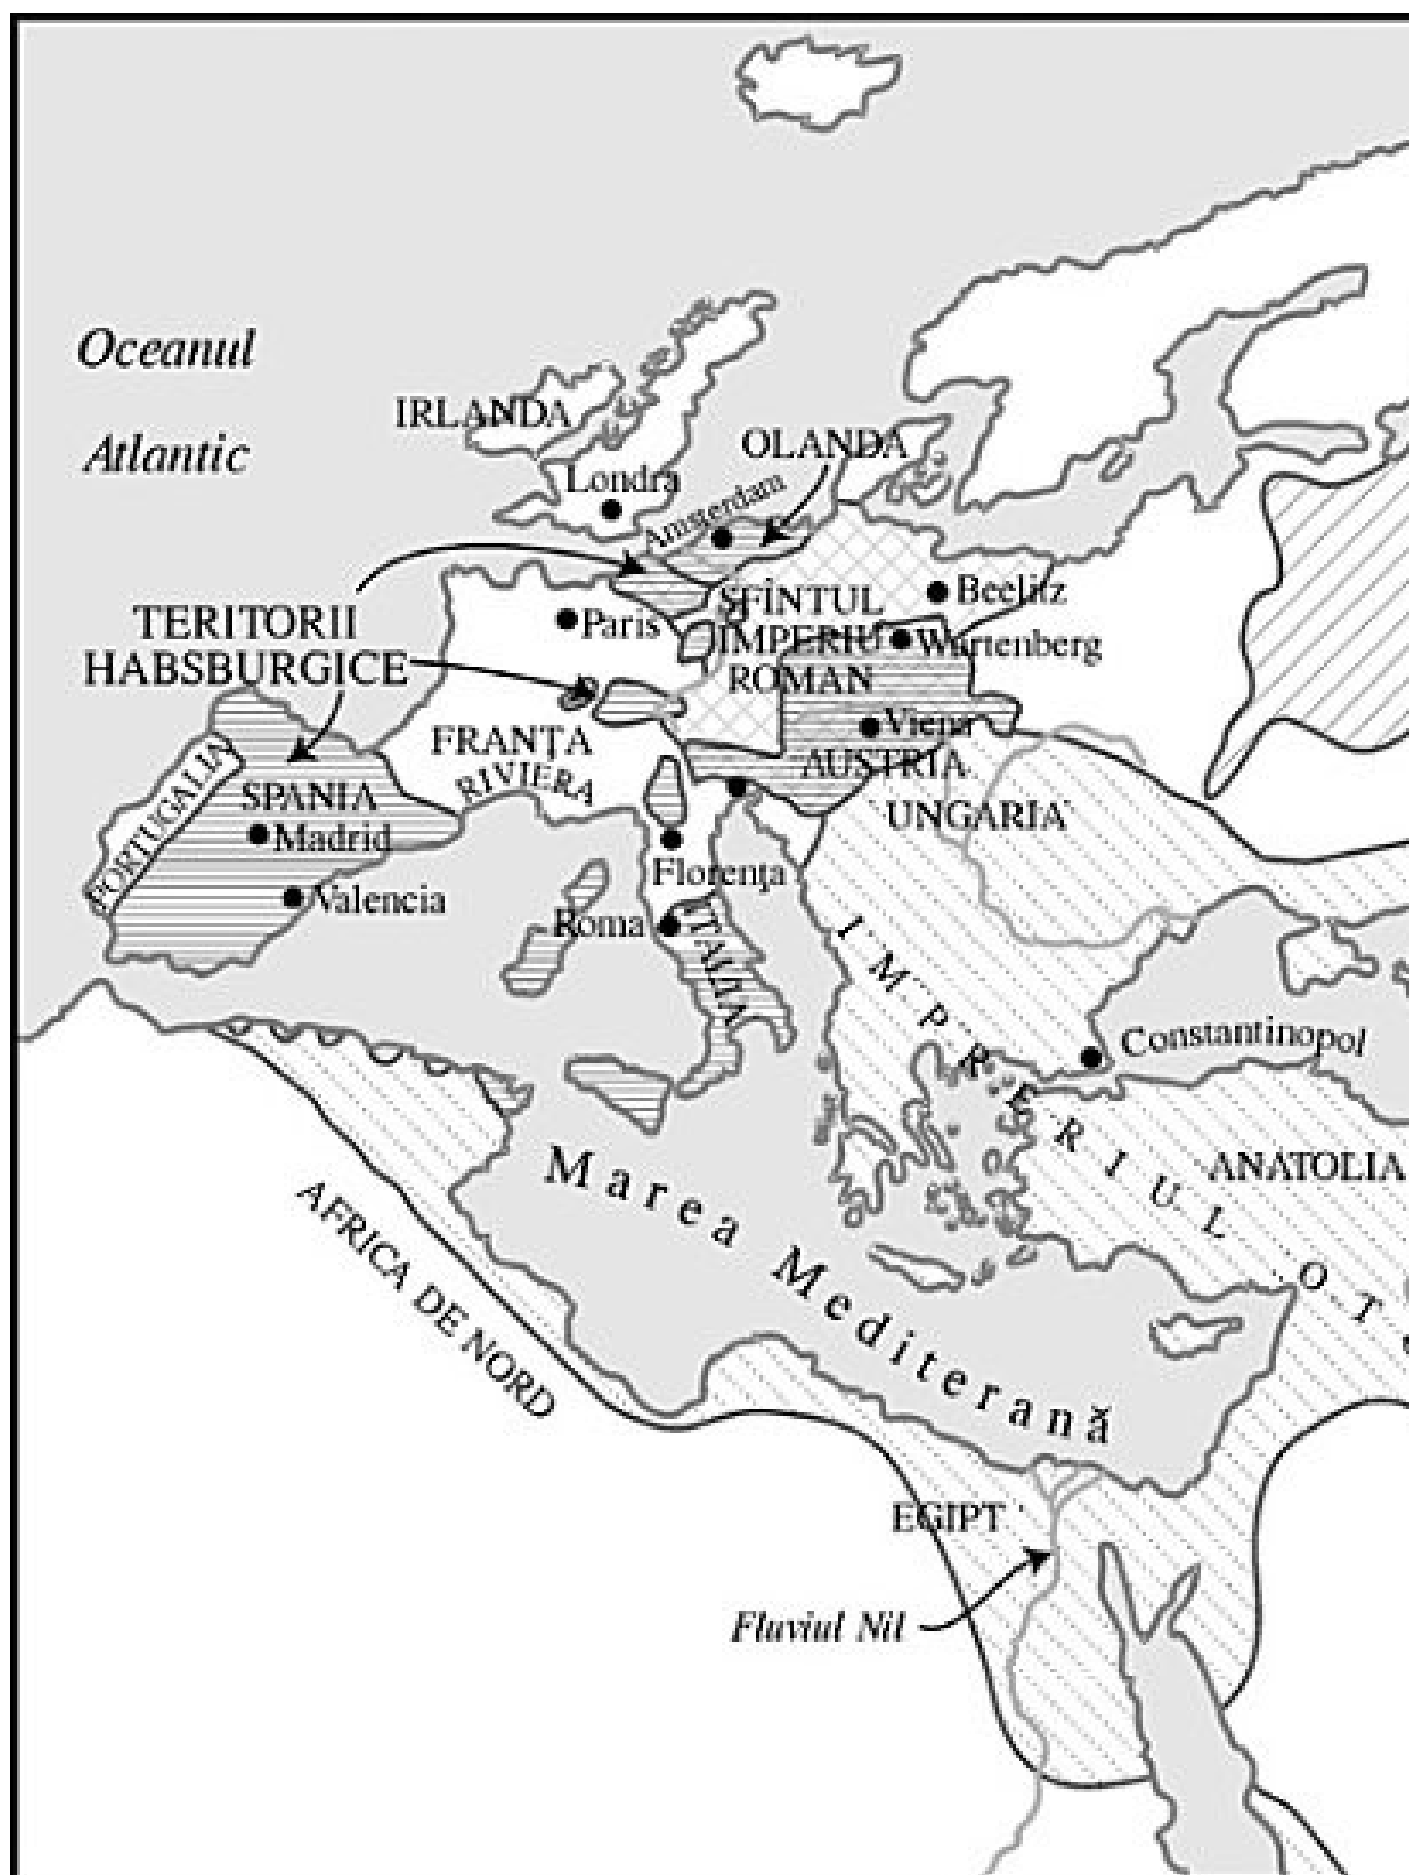 Oceanul
Atlantic
IRLANDA
Londra
OLANDA
Amsterdam
TERITORII
HABSBURGICE
Paris
SFÎNTUL
IMPERIU
ROMAN
Beelitz
Wartenberg
Viena
AUSTRIA
UNGARIA
FRANȚA
RIVIERA
PORTUGALIA
SPANIA
Madrid
Valencia
Florența
Roma
ITALIA
IMPRERIUL OT
Constantinopol
ANATOLIA
Marea Mediterană
AFRICA DE NORD
EGIPT
Fluviul Nil